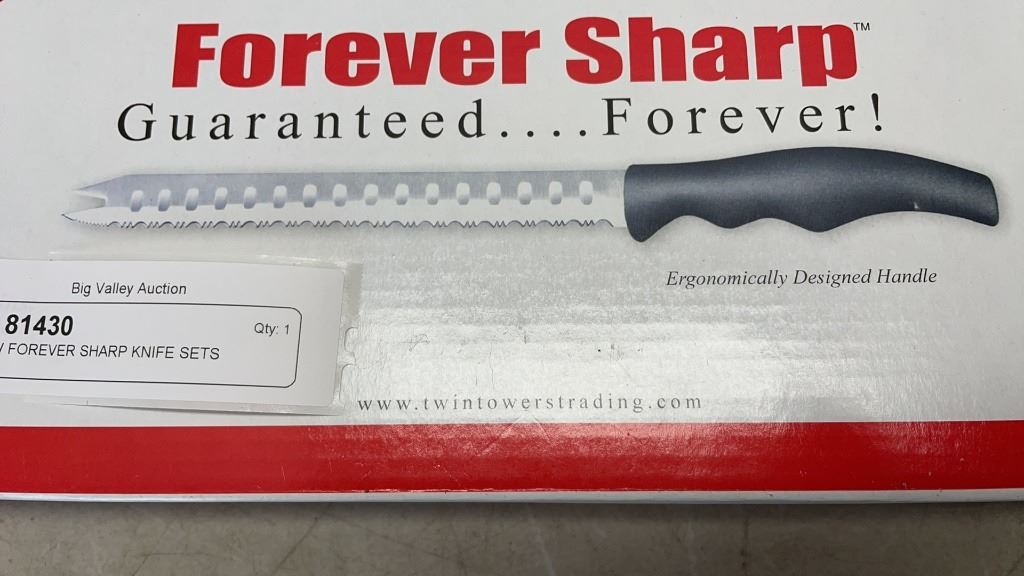 Forever Sharp™
Guaranteed....Forever!
Ergonomically Designed Handle
Big Valley Auction
81430
Qty: 1
FOREVER SHARP KNIFE SETS
www.twintowerstrading.com